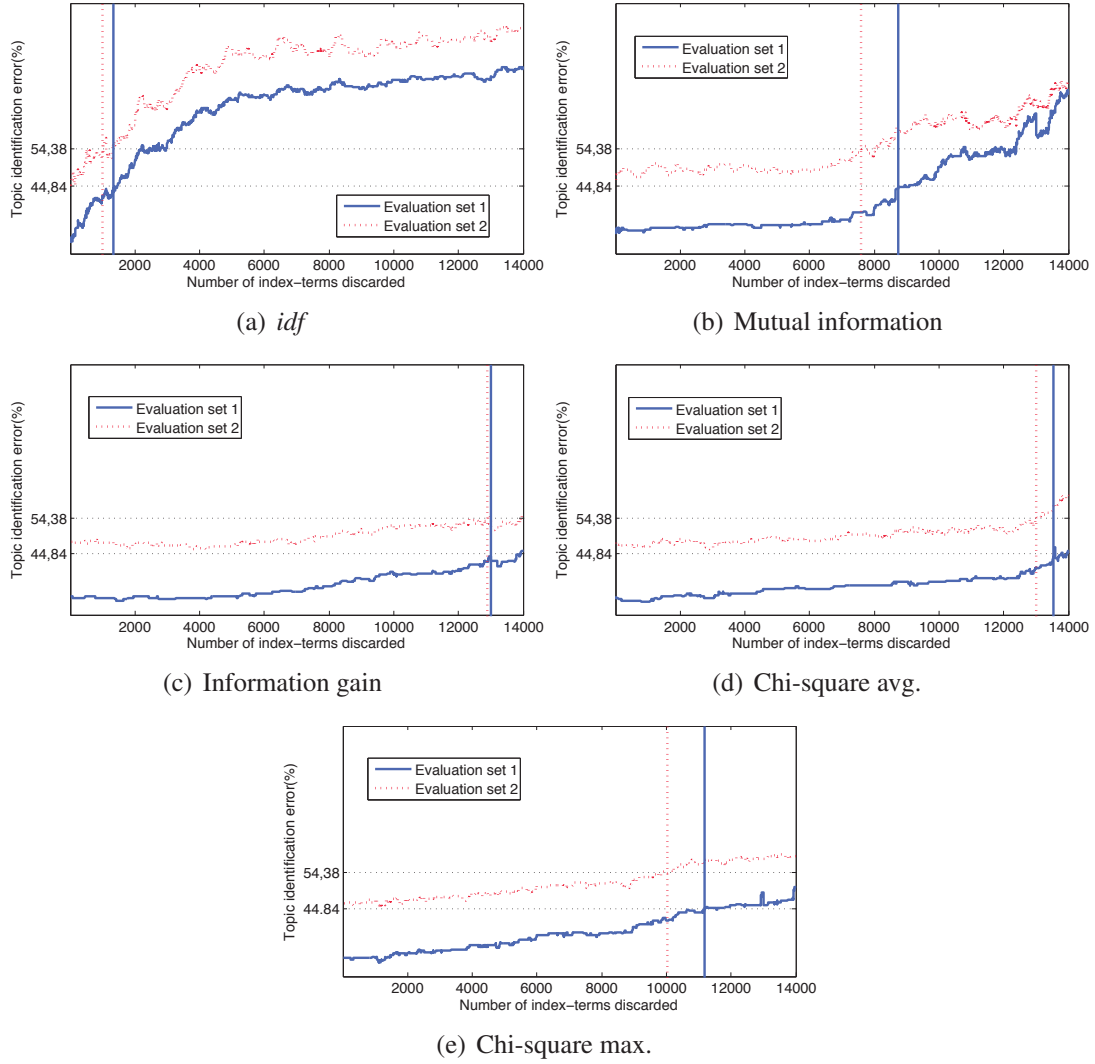 Topic identification error(%)
54,38
44,84
Evaluation set 1
Evaluation set 2
2000 4000 6000 8000 10000 12000 14000
Number of index-terms discarded
(a) idf
Topic identification error(%)
Evaluation set 1
Evaluation set 2
54,38
44,84
2000 4000 6000 8000 10000 12000 14000
Number of index-terms discarded
(b) Mutual information
Topic identification error(%)
Evaluation set 1
Evaluation set 2
54,38
44,84
2000 4000 6000 8000 10000 12000 14000
Number of index-terms discarded
(c) Information gain
Topic identification error(%)
Evaluation set 1
Evaluation set 2
54,38
44,84
2000 4000 6000 8000 10000 12000 14000
Number of index-terms discarded
(d) Chi-square avg.
Topic identification error(%)
Evaluation set 1
Evaluation set 2
54,38
44.84
2000 4000 6000 8000 10000 12000 14000
Number of index-terms discarded
(e) Chi-square max.